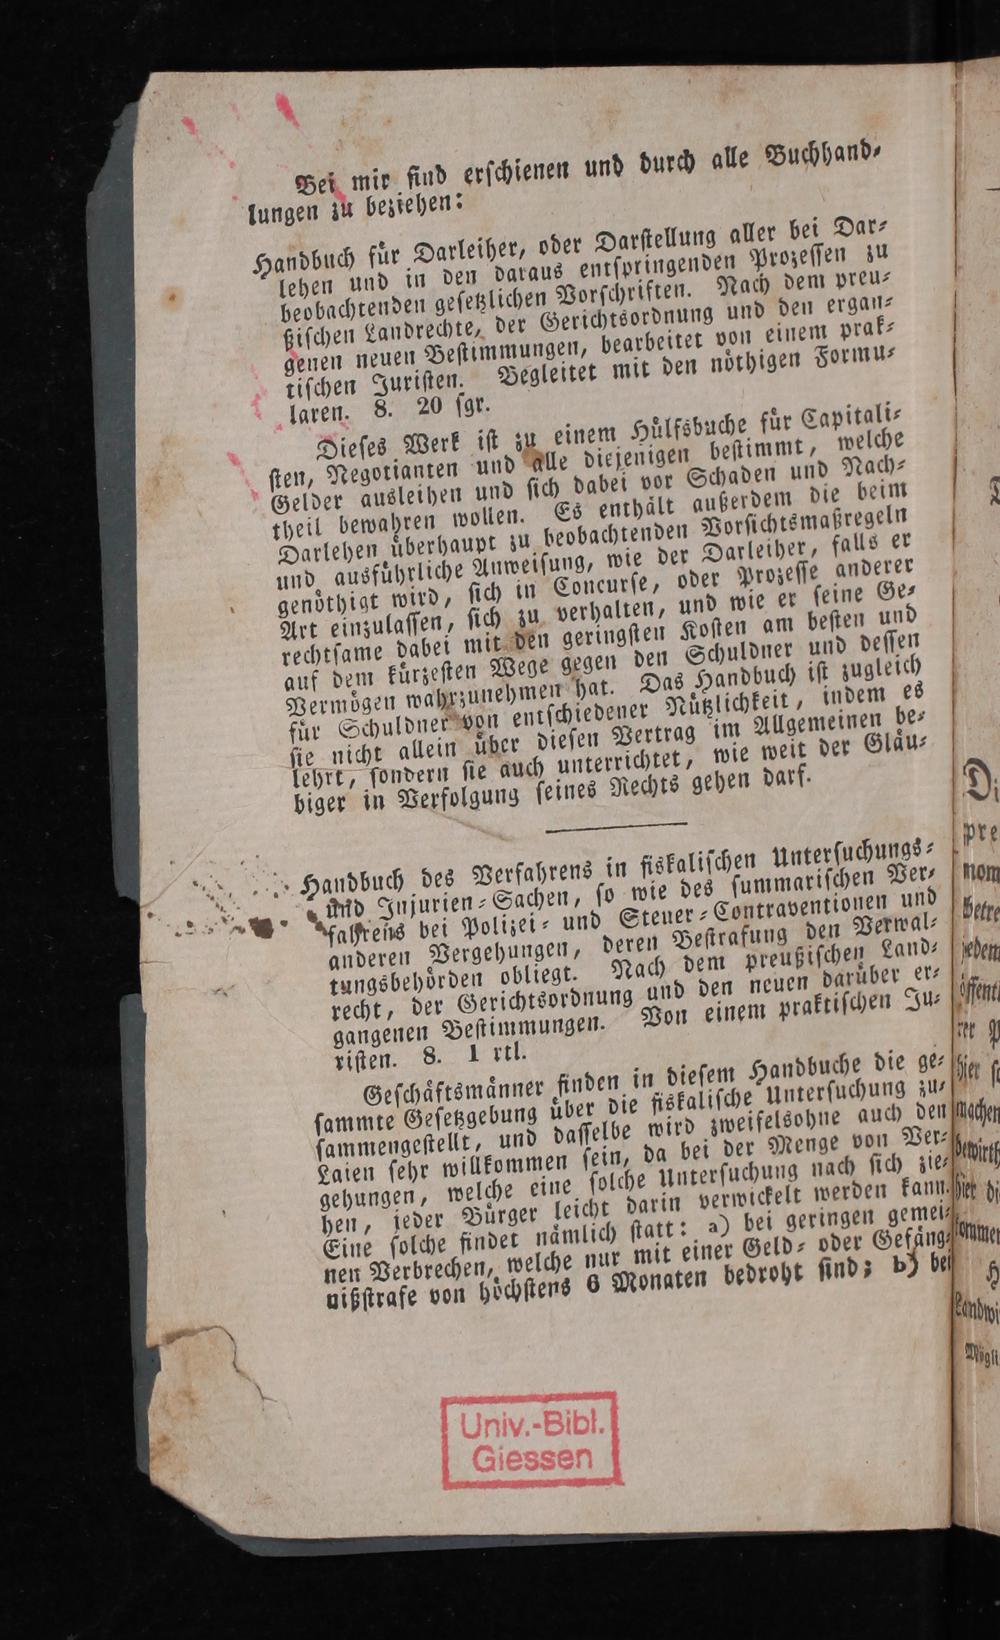 Bei mir ſind erſchienen und durch alle Buchhand⸗
lungen zu beziehen:
Handbuch für Darleiher, oder Darſtellung aller bei Dar⸗
lehen und in den daraus entſpringenden Prozeſſen zu
beobachtenden geſetzlichen Vorſchriften. Nach dem preu⸗
ßiſchen Landrechte, der Gerichtsordnung und den ergan⸗
genen neuen Beſtimmungen, bearbeitet von einem prak⸗
tiſchen Juriſten. Begleitet mit den nöthigen Formu⸗
laren. 8. 20 ſgr.
Dieſes Werk iſt zu einem Hülfsbuche für Capitali⸗
ſten, Negotianten und alle diejenigen beſtimmt, welche
Gelder ausleihen und ſich dabei vor Schaden und Nach⸗
theil bewahren wollen. Es enthält außerdem die beim
Darlehen überhaupt zu beobachtenden Vorſichtsmaßregeln
und ausführliche Anweiſung, wie der Darleiher, falls er
genöthigt wird, ſich in Concurſe, oder Prozeſſe anderer
Art einzulaſſen, ſich zu verhalten, und wie er ſeine Ge⸗
rechtſame dabei mit den geringſten Koſten am beſten und
auf dem kürzeſten Wege gegen den Schuldner und deſſen
Vermögen wahrzunehmen hat. Das Handbuch iſt zugleich
für Schuldner von entſchiedener Nützlichkeit, indem es
ſie nicht allein über dieſen Vertrag im Allgemeinen be⸗
lehrt, ſondern ſie auch unterrichtet, wie weit der Gläu⸗
biger in Verfolgung ſeines Rechts gehen darf.
Handbuch des Verfahrens in fiskaliſchen Unterſuchungs⸗
und Injurien⸗Sachen, ſo wie des ſummariſchen Ver⸗
fahrens bei Polizei⸗ und Steuer⸗Contraventionen und
anderen Vergehungen, deren Beſtrafung den Verwal⸗
tungsbehörden obliegt. Nach dem preußiſchen Land⸗
recht, der Gerichtsordnung und den neuen darüber er⸗
gangenen Beſtimmungen. Von einem praktiſchen Ju⸗
riſten. 8. 1 rtl.
Geſchäftsmänner finden in dieſem Handbuche die ge⸗
ſammte Geſetzgebung über die fiskaliſche Unterſuchung zu⸗
ſammengeſtellt, und daſſelbe wird zweifelsohne auch den
Laien ſehr willkommen ſein, da bei der Menge von Ver⸗
gehungen, welche eine ſolche Unterſuchung nach ſich zie⸗
hen, jeder Bürger leicht darin verwickelt werden kann.
Eine ſolche findet nämlich ſtatt: a) bei geringen gemei⸗
nen Verbrechen, welche nur mit einer Geld⸗ oder Gefäng⸗
nißſtrafe von höchſtens 6 Monaten bedroht ſind; b) bei
Univ.-Bibl.
Giessen